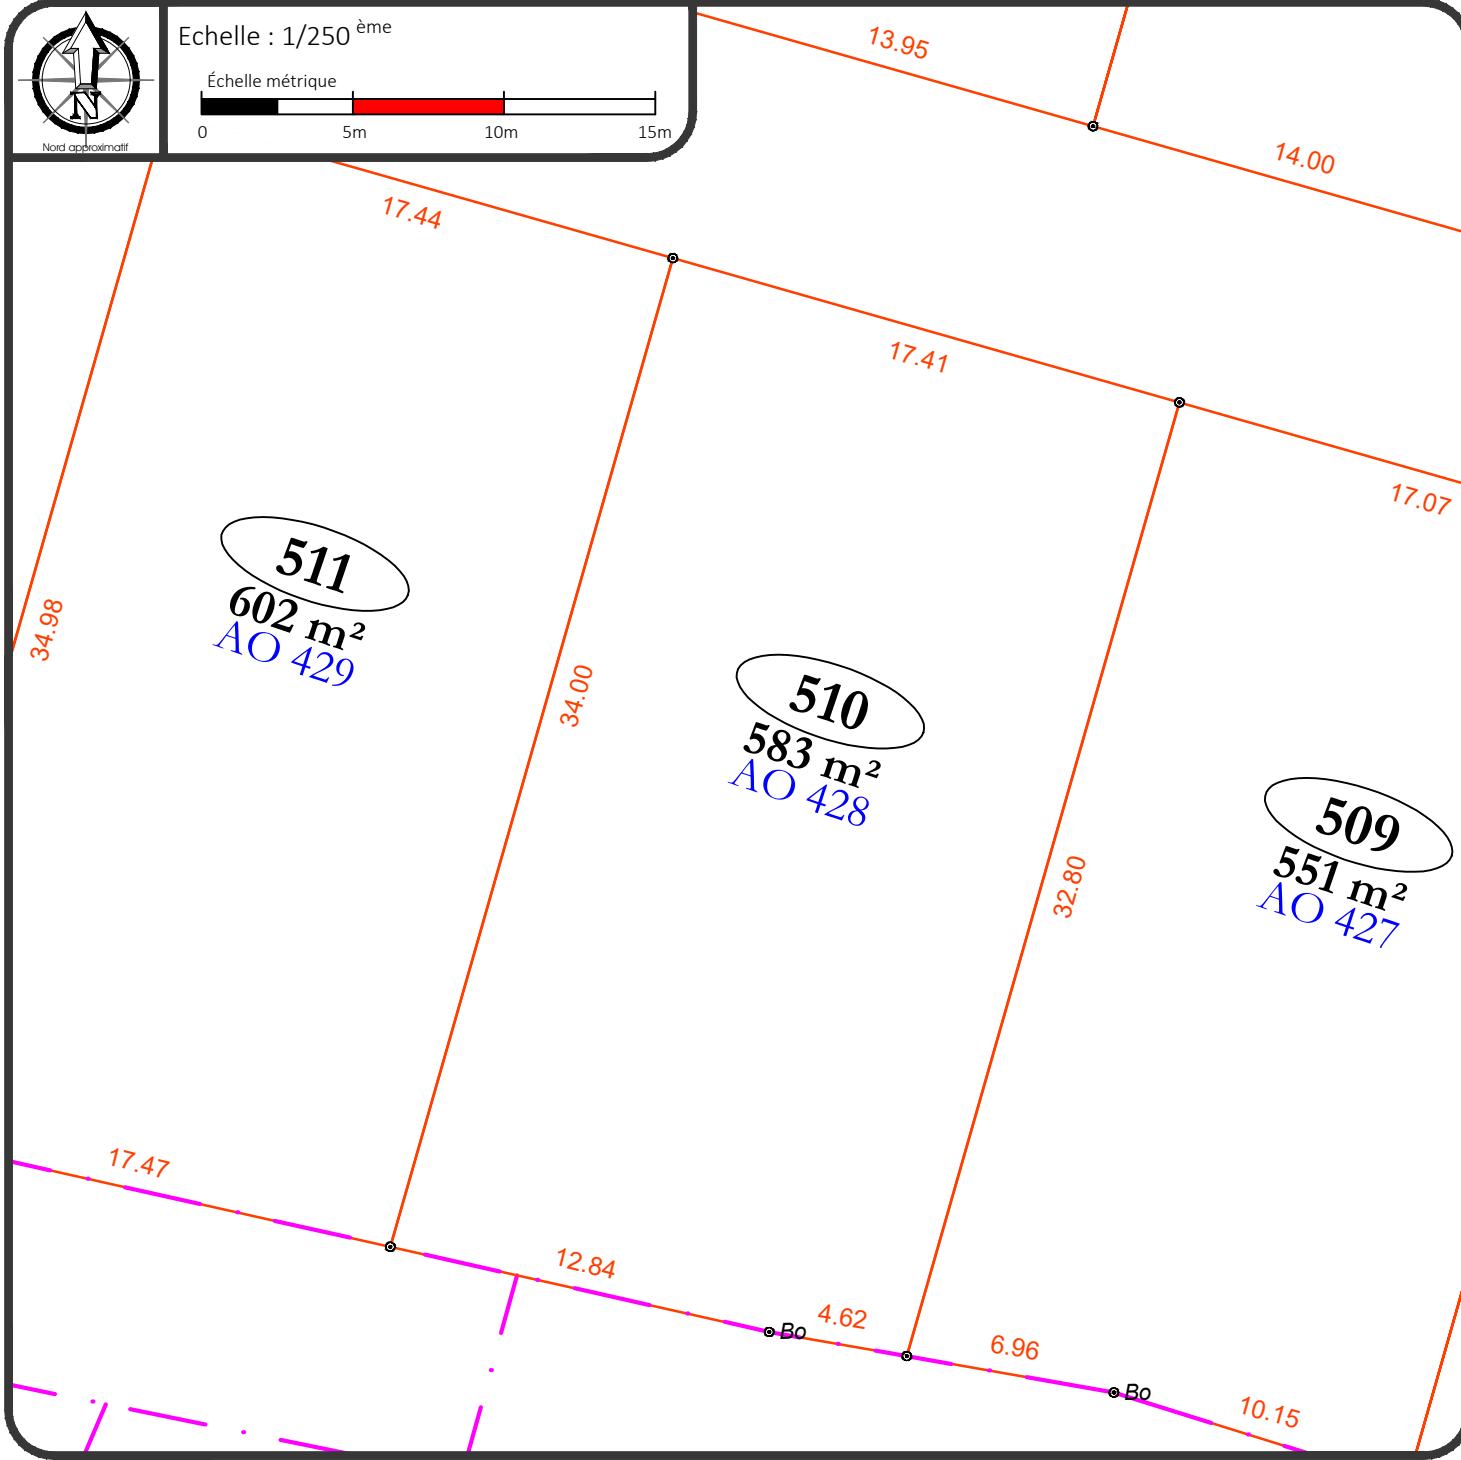 Echelle : 1/250 ème
Échelle métrique
0 5m 10m 15m
N
Nord approximatif
13.95
14.00
17.44
17.41
17.07
511
602 m²
AO 429
34.98
34.00
510
583 m²
AO 428
32.80
509
551 m²
AO 427
17.47
12.84
Bo
4.62
6.96
Bo
10.15